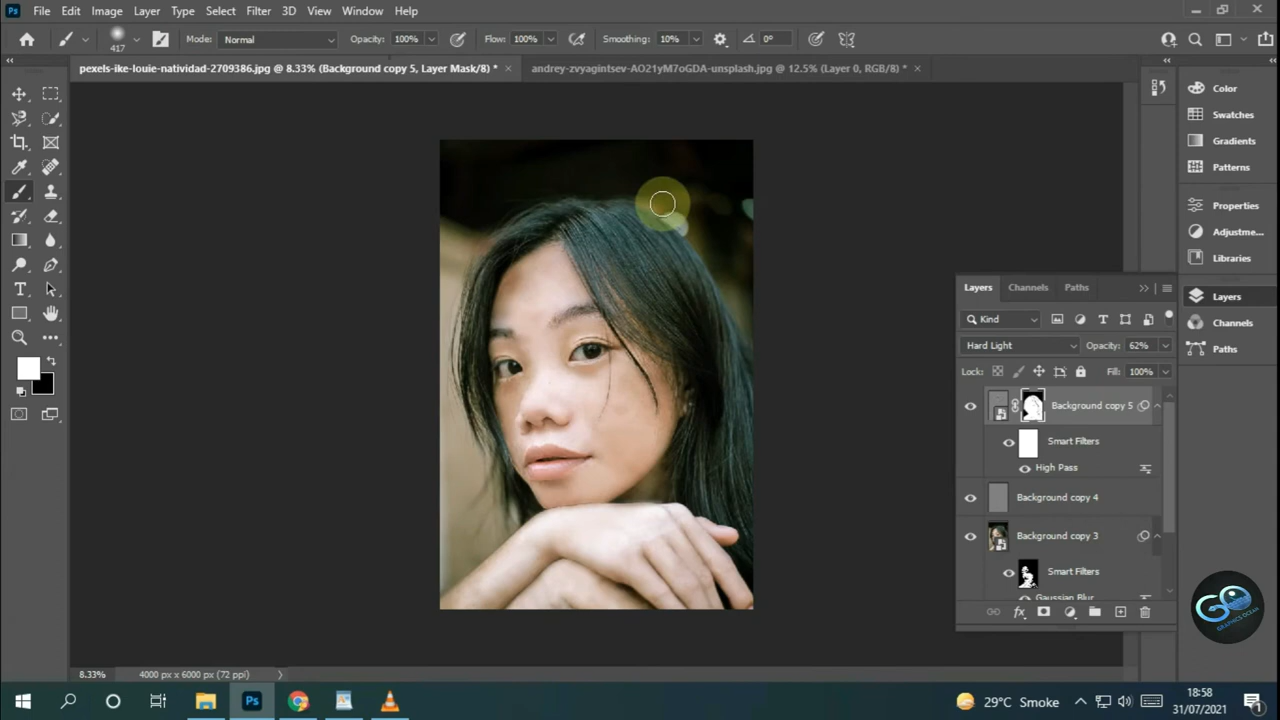 Ps File Edit Image Layer Type Select Filter 3D View Window Help
417 Mode: Normal Opacity: 100% Flow: 100% Smoothing: 10% 0°
pexels-ike-louie-natividad-2709386.jpg @ 8.33% (Background copy 5, Layer Mask/8) * × andrey-zvyagintsev-AO21yM7oGDA-unsplash.jpg @ 12.5% (Layer 0, RGB/8) * ×
Color
Swatches
Gradients
Patterns
Properties
Adjustme...
Libraries
Layers
Channels
Paths
Layers Channels Paths
Kind
Hard Light Opacity: 62%
Lock: Fill: 100%
Background copy 5
Smart Filters
High Pass
Background copy 4
Background copy 3
Smart Filters
Gaussian Blur
fx
GRAPHICS OCEAN
8.33% 4000 px x 6000 px (72 ppi)
Ps 29°C Smoke 18:58
31/07/2021
1